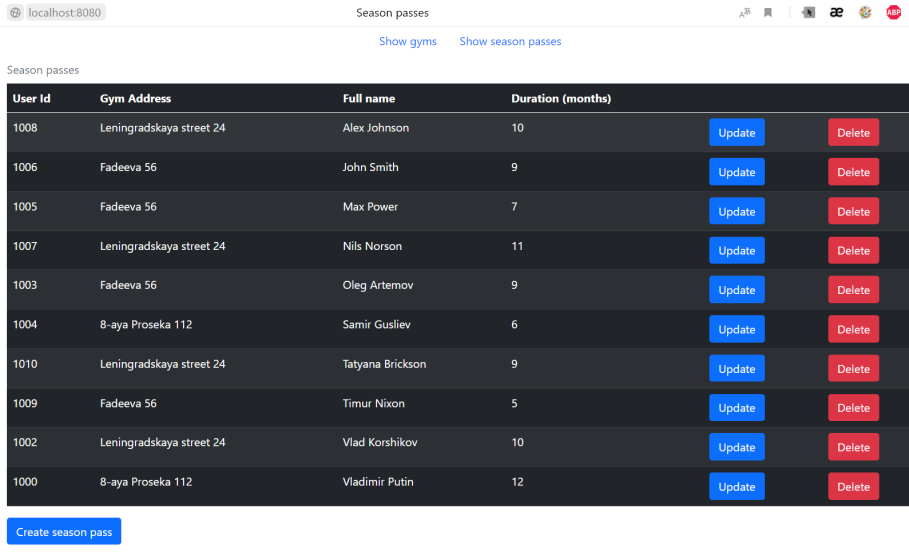 localhost:8080 Season passes ABP
Show gyms Show season passes
Season passes
User Id Gym Address Full name Duration (months)
1008 Leningradskaya street 24 Alex Johnson 10 Update Delete
1006 Fadeeva 56 John Smith 9 Update Delete
1005 Fadeeva 56 Max Power 7 Update Delete
1007 Leningradskaya street 24 Nils Norson 11 Update Delete
1003 Fadeeva 56 Oleg Artemov 9 Update Delete
1004 8-aya Proseka 112 Samir Gusliev 6 Update Delete
1010 Leningradskaya street 24 Tatyana Brickson 9 Update Delete
1009 Fadeeva 56 Timur Nixon 5 Update Delete
1002 Leningradskaya street 24 Vlad Korshikov 10 Update Delete
1000 8-aya Proseka 112 Vladimir Putin 12 Update Delete
Create season pass